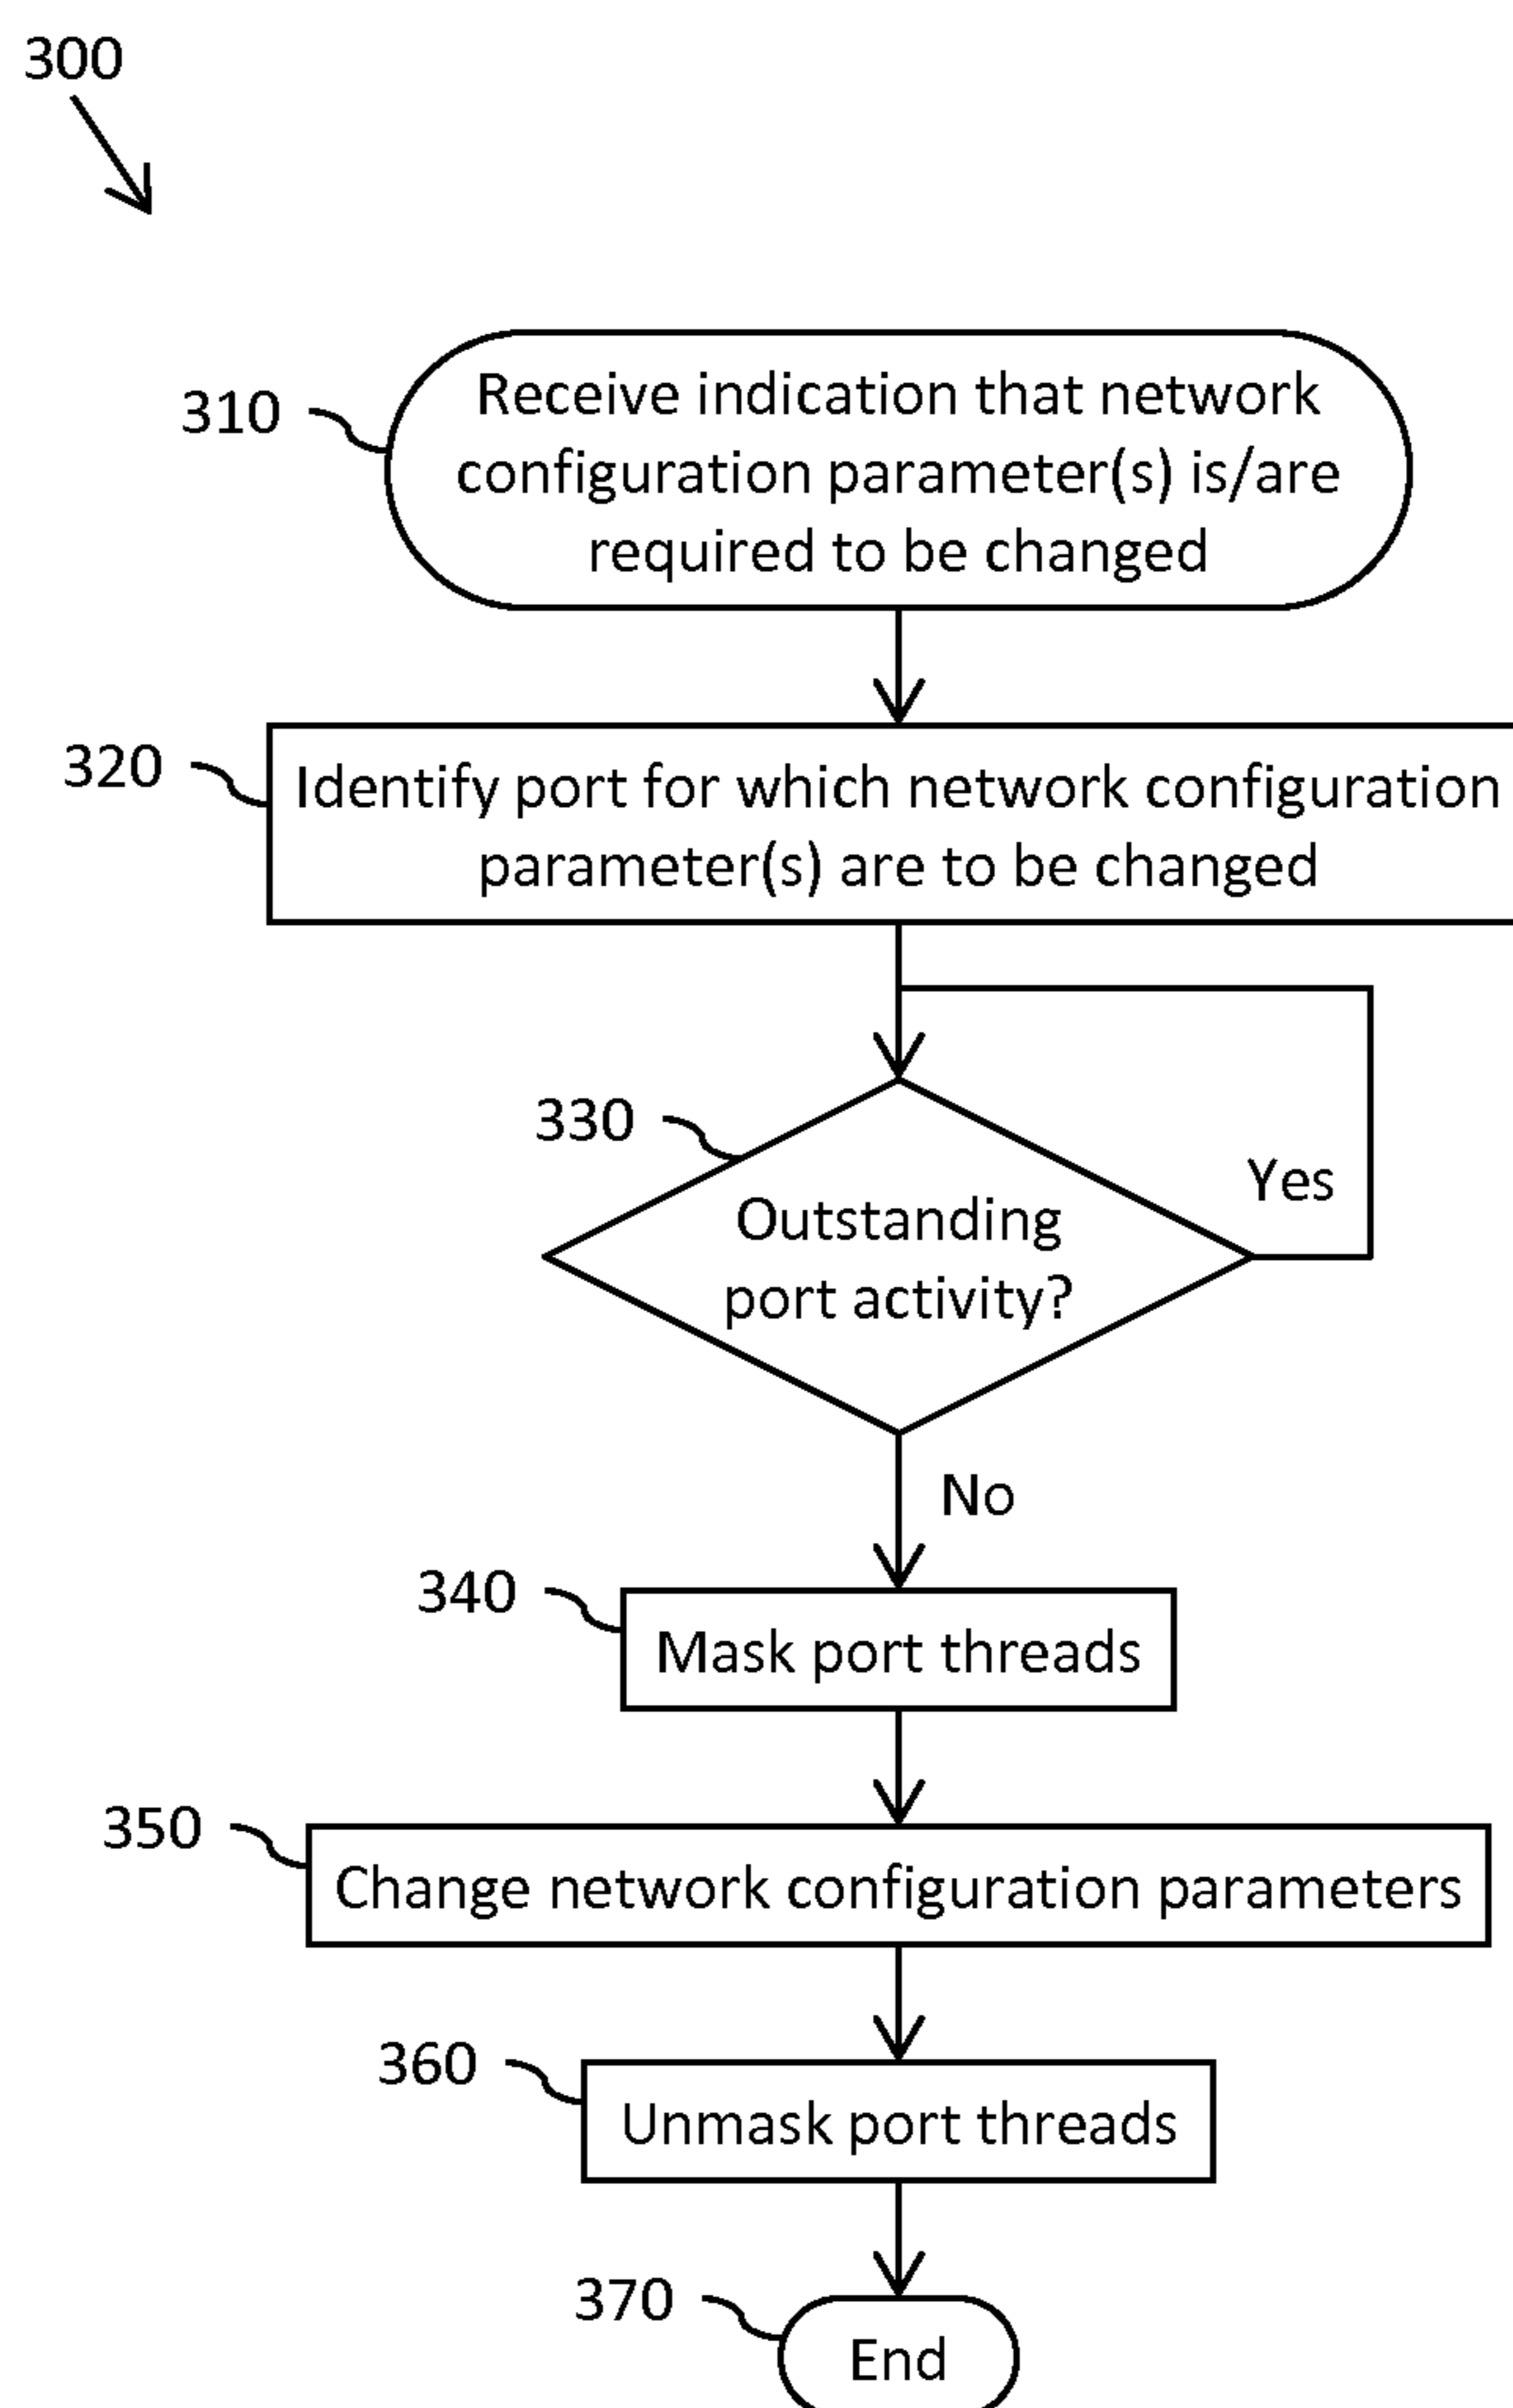 300
310
Receive indication that network
configuration parameter(s) is/are
required to be changed
320
Identify port for which network configuration
parameter(s) are to be changed
330
Outstanding
port activity?
Yes
No
340
Mask port threads
350
Change network configuration parameters
360
Unmask port threads
370
End